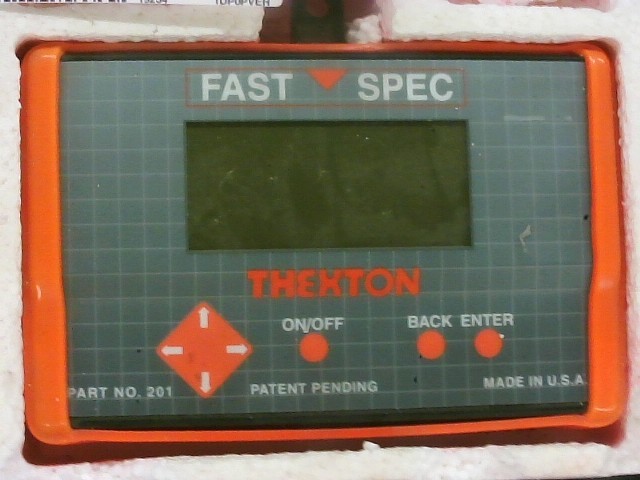 FAST SPEC
THEXTON
ON/OFF BACK ENTER
PART NO. 201 PATENT PENDING MADE IN U.S.A.